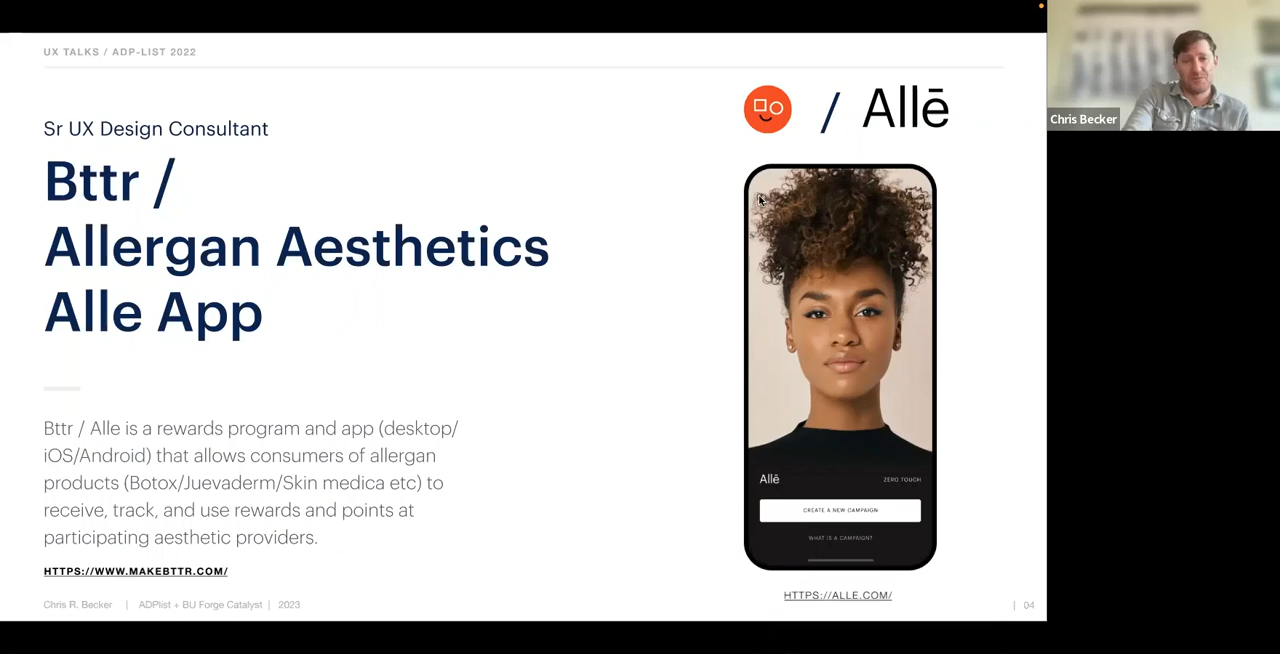 UX TALKS / ADP-LIST 2022
Sr UX Design Consultant
Bttr /
Allergan Aesthetics
Alle App
Bttr / Alle is a rewards program and app (desktop/
iOS/Android) that allows consumers of allergan
products (Botox/Juevaderm/Skin medica etc) to
receive, track, and use rewards and points at
participating aesthetic providers.
HTTPS://WWW.MAKEBTTR.COM/
/ Allē
Allē
ZERO TOUCH
CREATE A NEW CAMPAIGN
WHAT IS A CAMPAIGN?
HTTPS://ALLE.COM/
Chris R. Becker | ADPlist + BU Forge Catalyst | 2023
| 04
Chris Becker